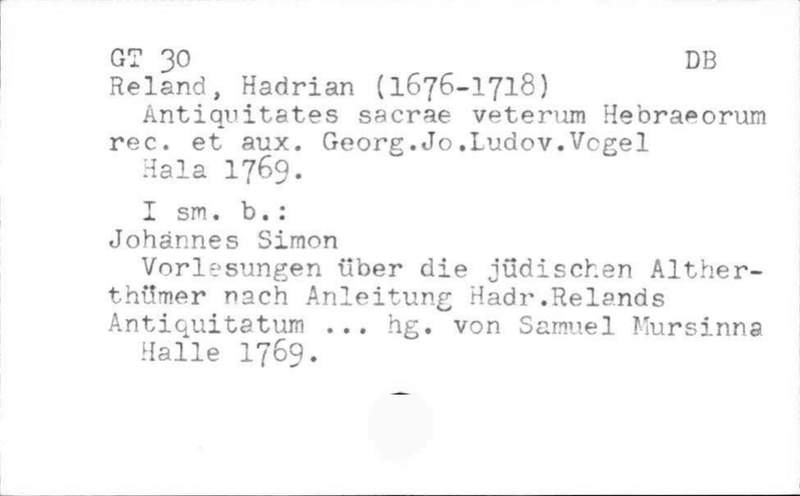 GT 30 DB
Reland, Hadrian (1676-1718)
Antiquitates sacrae veterum Hebraeorum
rec. et aux. Georg.Jo.Ludov.Vogel
Hala 1769.
I sm. b.:
Johannes Simon
Vorlesungen über die jüdischen Alther-
thümer nach Anleitung Hadr.Relands
Antiquitatum ... hg. von Samuel Mursinna
Halle 1769.